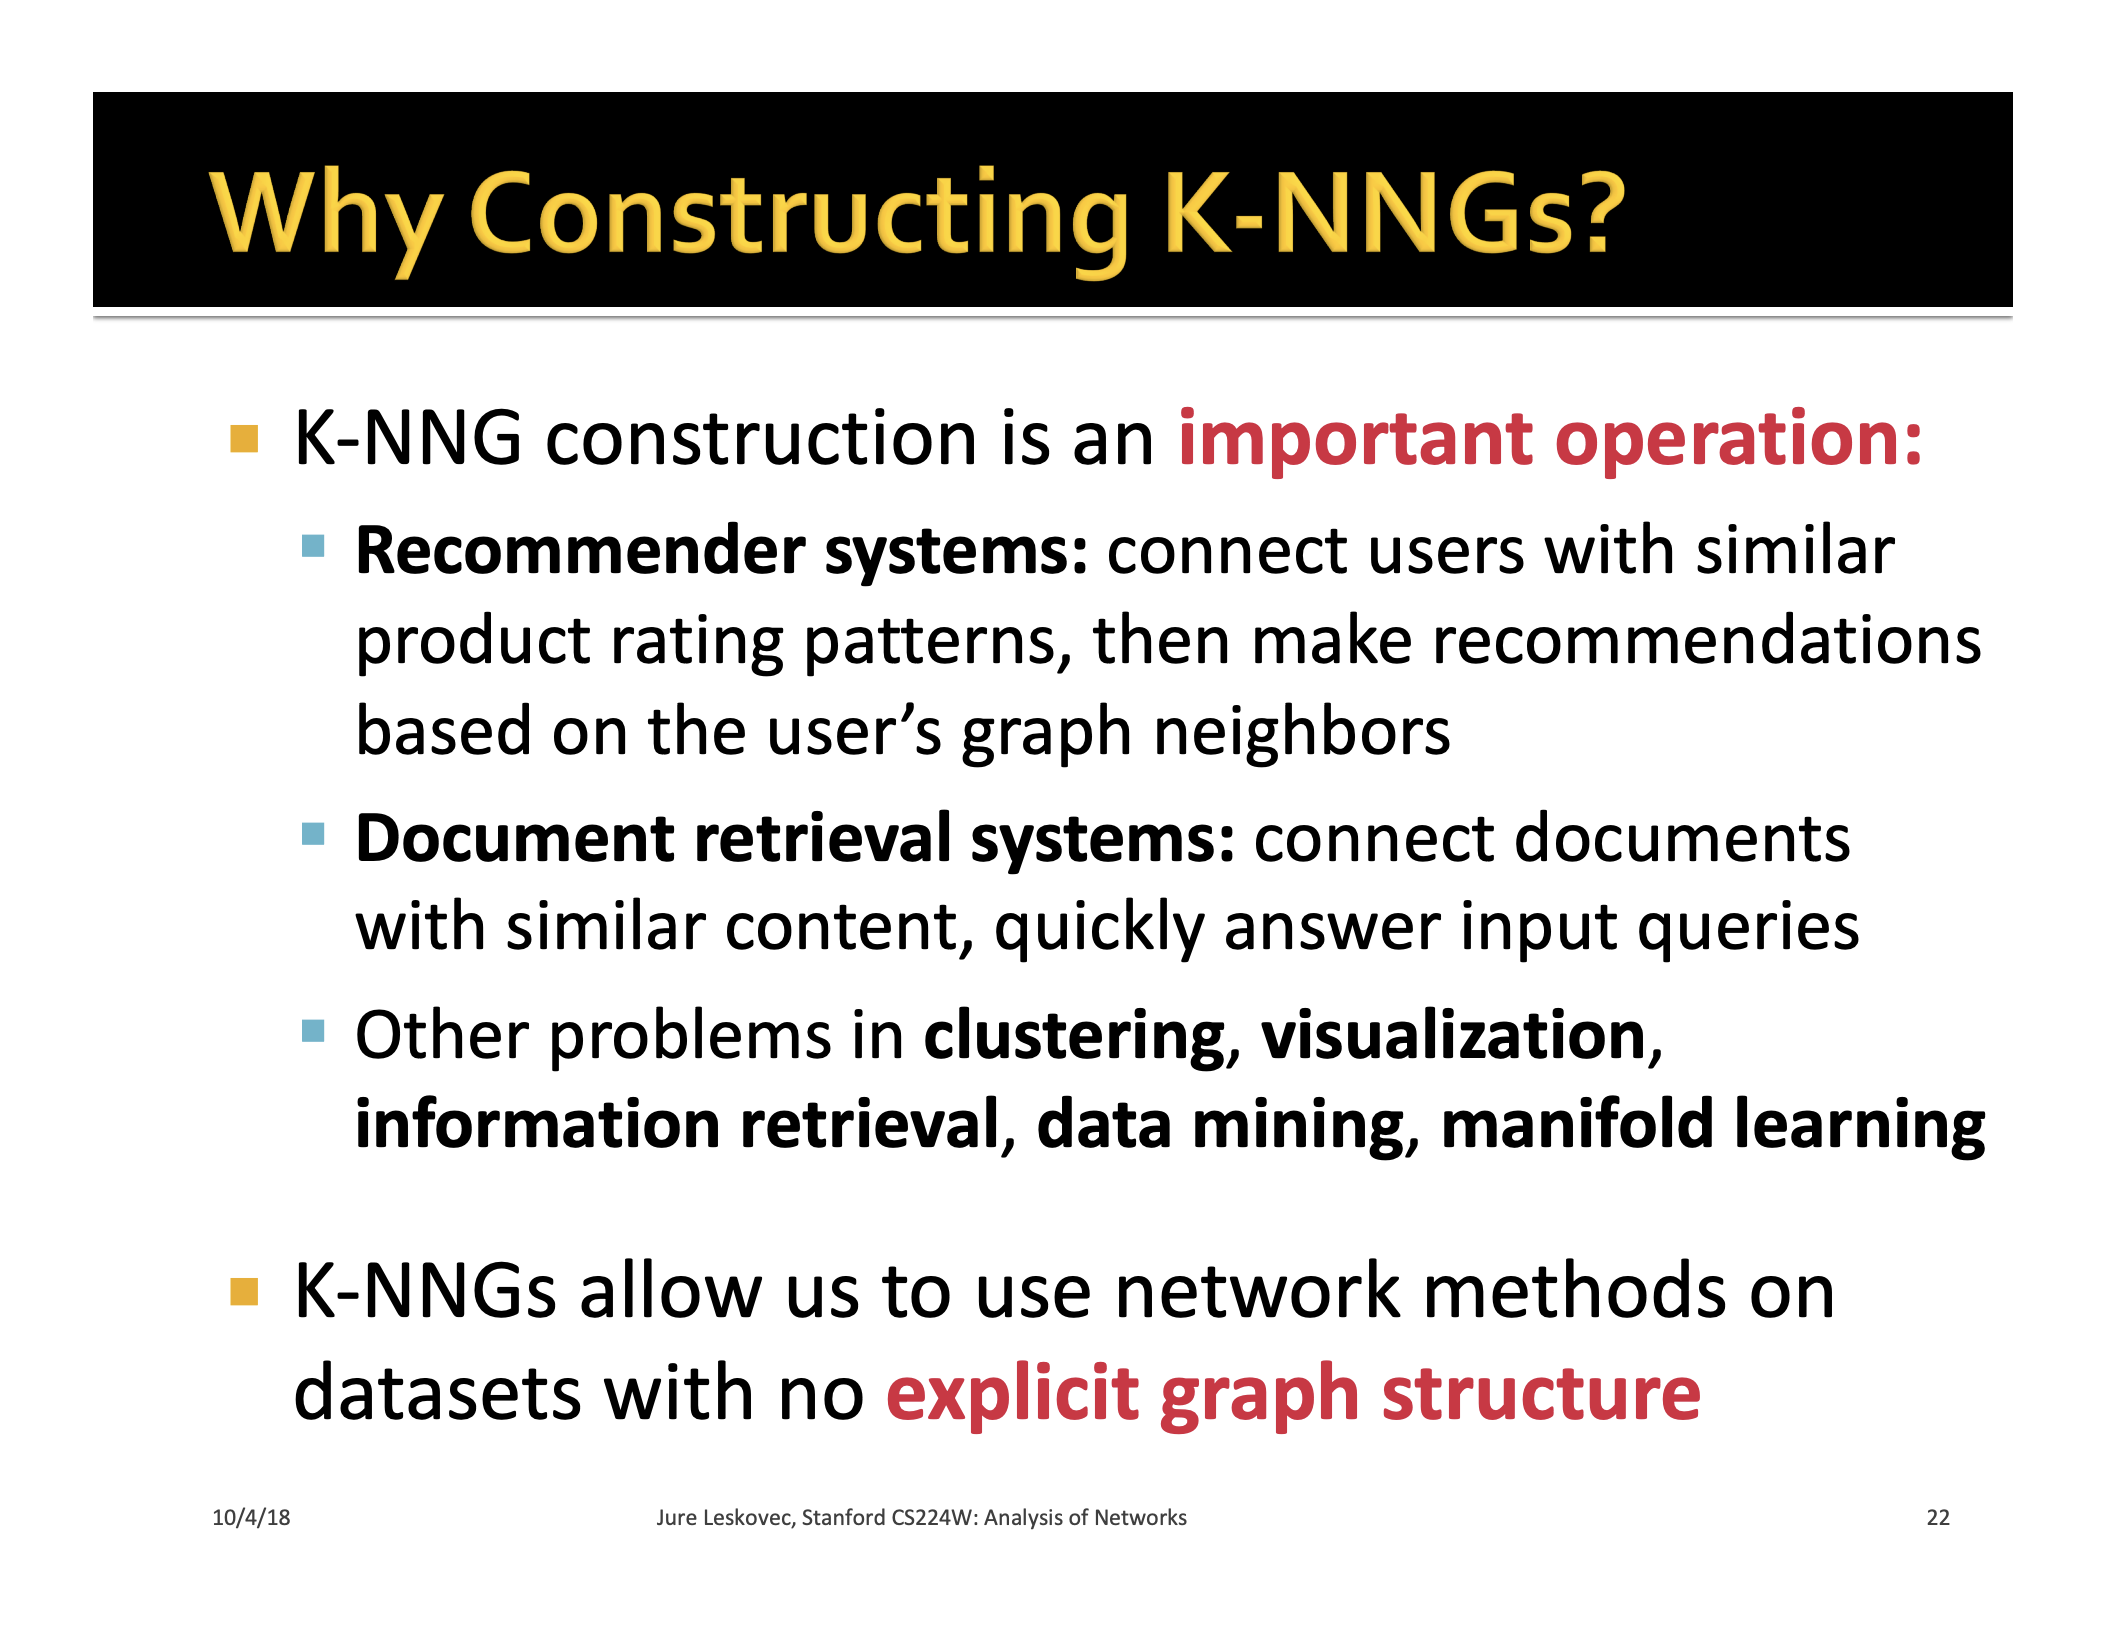 Why Constructing K-NNGs?
K-NNG construction is an important operation:
Recommender systems: connect users with similar
product rating patterns, then make recommendations
based on the user’s graph neighbors
Document retrieval systems: connect documents
with similar content, quickly answer input queries
Other problems in clustering, visualization,
information retrieval, data mining, manifold learning
K-NNGs allow us to use network methods on
datasets with no explicit graph structure
10/4/18
Jure Leskovec, Stanford CS224W: Analysis of Networks
22